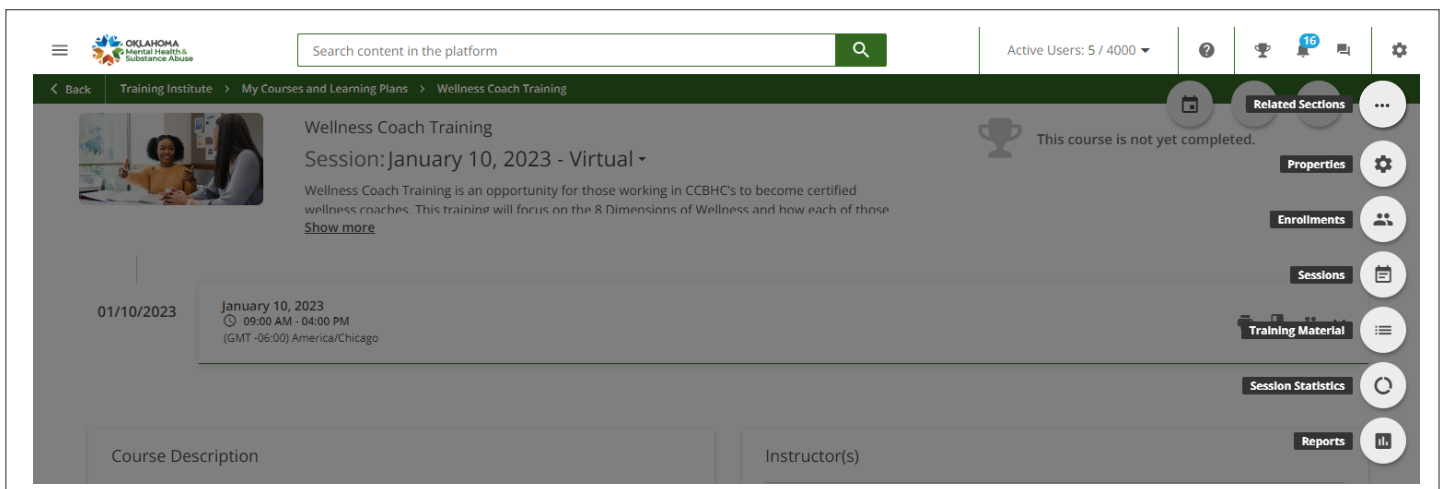 OKLAHOMA
Mental Health &
Substance Abuse
Search content in the platform
Active Users: 5 / 4000
16
Back
Training Institute > My Courses and Learning Plans > Wellness Coach Training
Related Sections
Wellness Coach Training
This course is not yet completed.
Session: January 10, 2023 - Virtual
Properties
Wellness Coach Training is an opportunity for those working in CCBHC's to become certified
wellness coaches. This training will focus on the 8 Dimensions of Wellness and how each of those
Show more
Enrollments
Sessions
01/10/2023
January 10, 2023
09:00 AM - 04:00 PM
(GMT -06:00) America/Chicago
Training Material
Session Statistics
Reports
Course Description
Instructor(s)